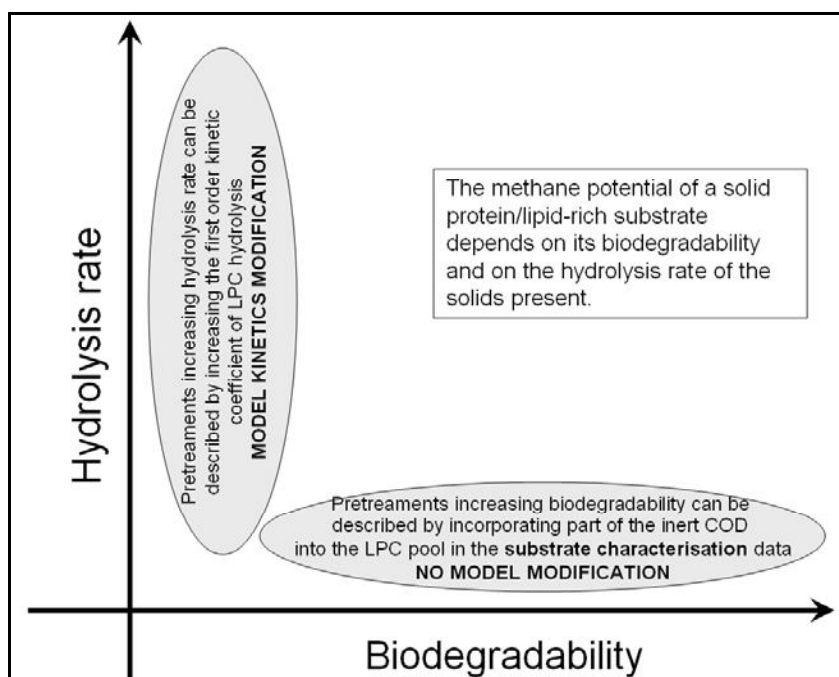 Hydrolysis rate
Pretreaments increasing hydrolysis rate can be
described by increasing the first order kinetic
coefficient of LPC hydrolysis
MODEL KINETICS MODIFICATION
The methane potential of a solid
protein/lipid-rich substrate
depends on its biodegradability
and on the hydrolysis rate of the
solids present.
Pretreaments increasing biodegradability can be
described by incorporating part of the inert COD
into the LPC pool in the substrate characterisation data
NO MODEL MODIFICATION
Biodegradability